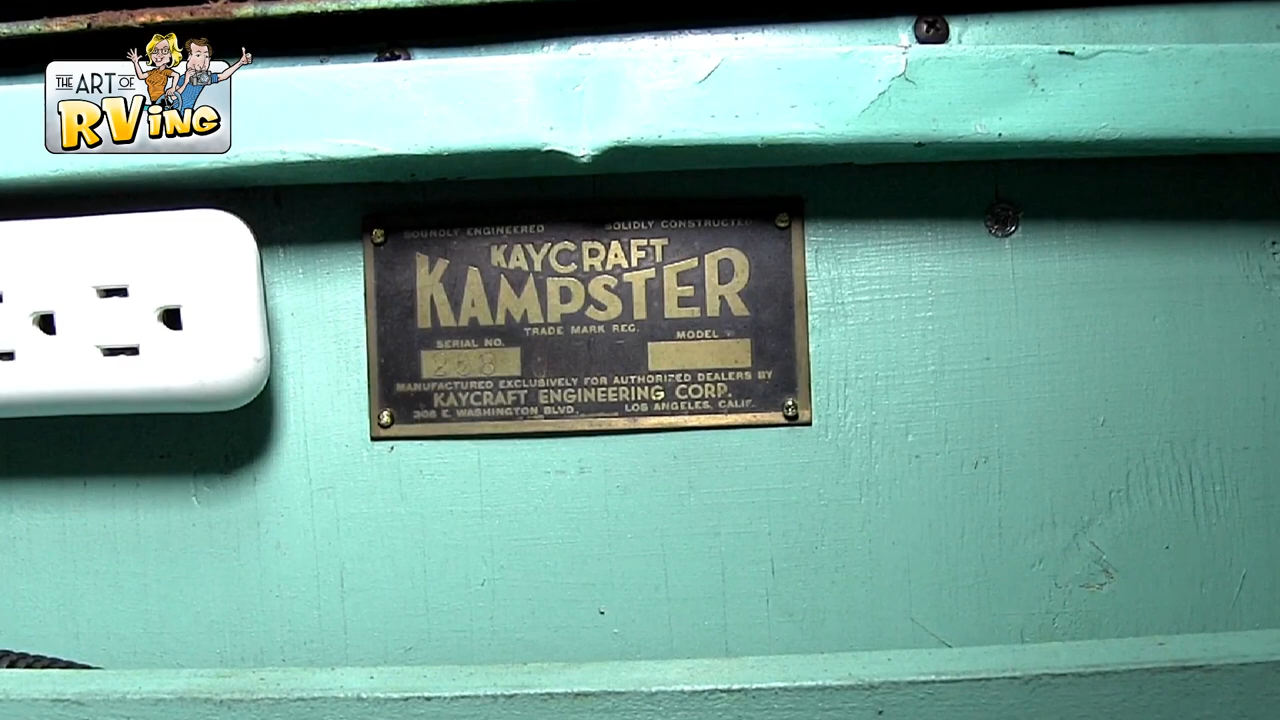 THE ART OF
RVING
SOUNDLY ENGINEERED SOLIDLY CONSTRUCTED
KAYCRAFT
KAMPSTER
TRADE MARK REG.
SERIAL NO. MODEL
258
MANUFACTURED EXCLUSIVELY FOR AUTHORIZED DEALERS BY
KAYCRAFT ENGINEERING CORP.
308 E. WASHINGTON BLVD. LOS ANGELES, CALIF.